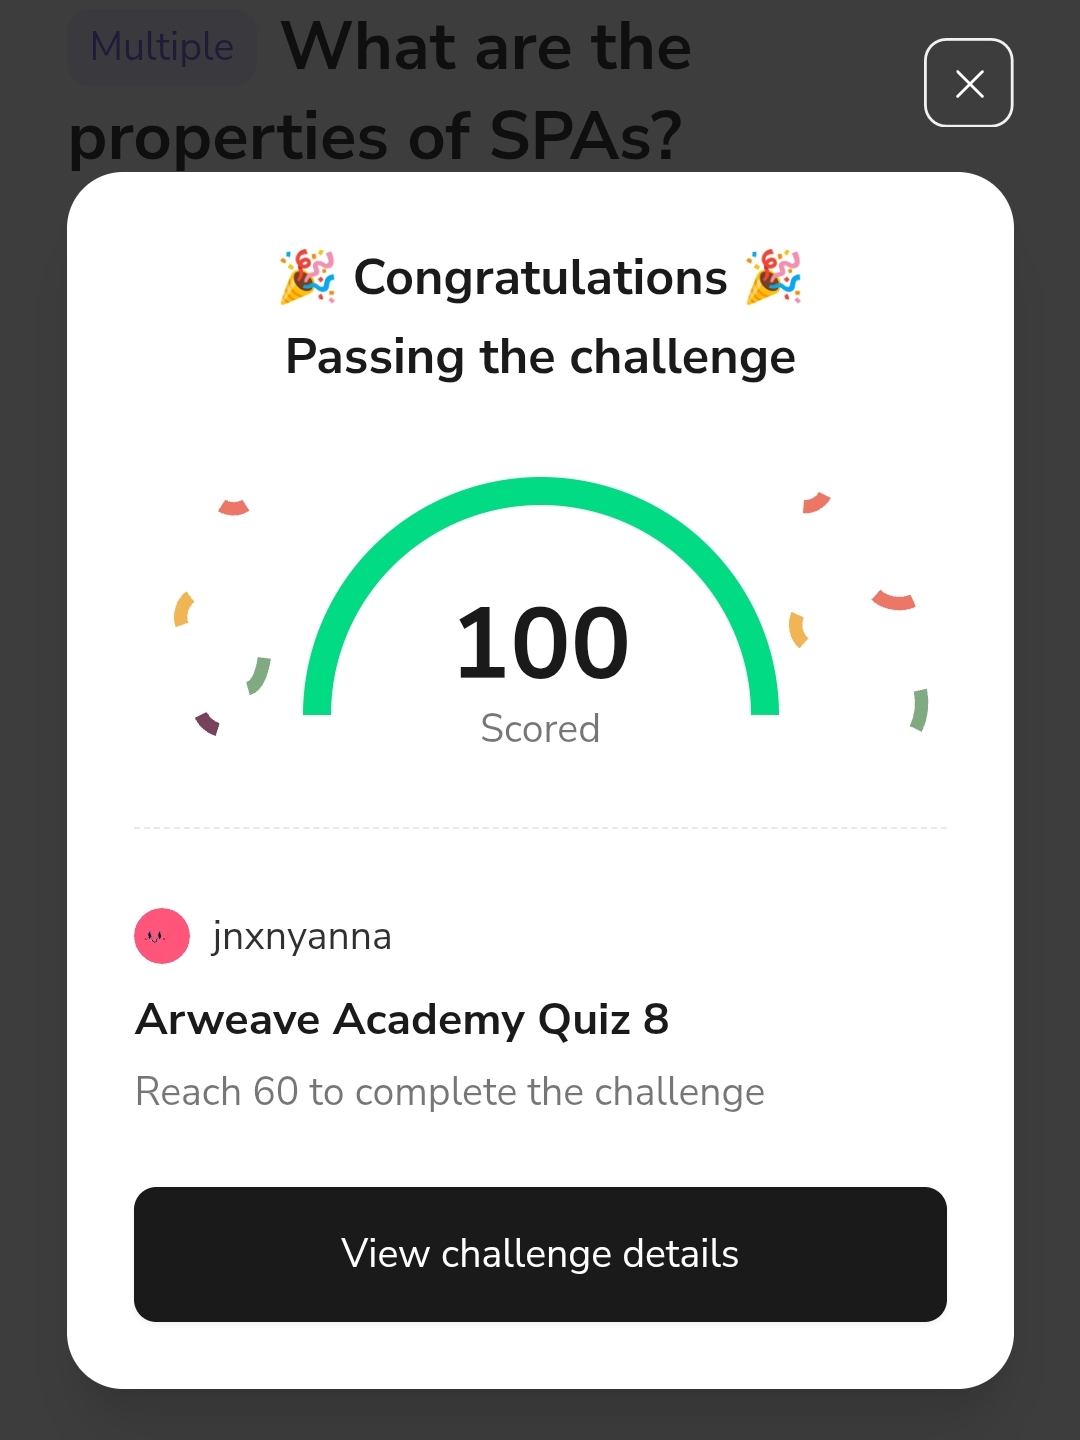 Multiple What are the
properties of SPAs?
🎉 Congratulations 🎉
Passing the challenge
100
Scored
jnxnyanna
Arweave Academy Quiz 8
Reach 60 to complete the challenge
View challenge details